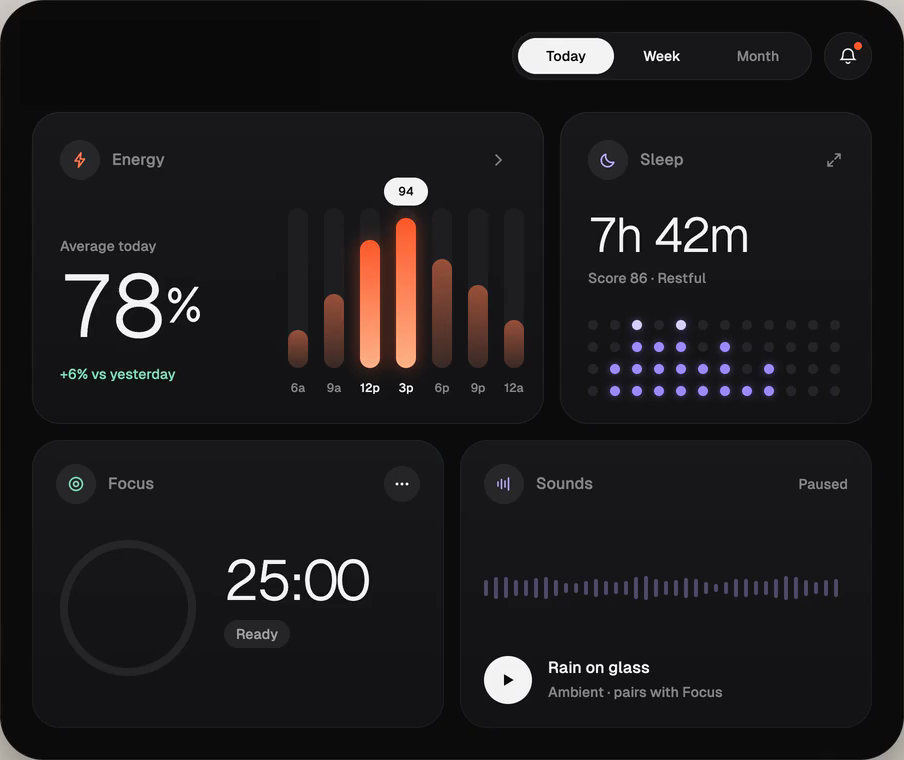 Today Week Month
Energy
94
Average today
78%
+6% vs yesterday
6a 9a 12p 3p 6p 9p 12a
Sleep
7h 42m
Score 86 · Restful
Focus
25:00
Ready
Sounds
Paused
Rain on glass
Ambient · pairs with Focus